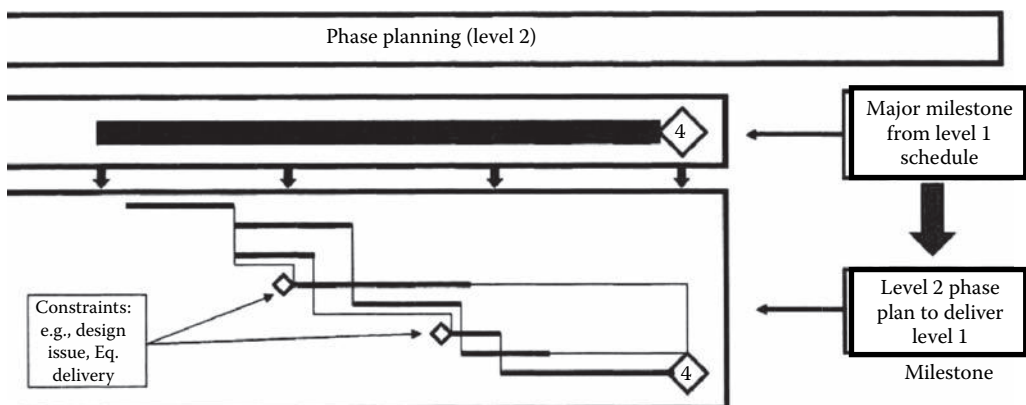 Phase planning (level 2)
4
Major milestone
from level 1
schedule
Constraints:
e.g., design
issue, Eq.
delivery
4
Level 2 phase
plan to deliver
level 1
Milestone